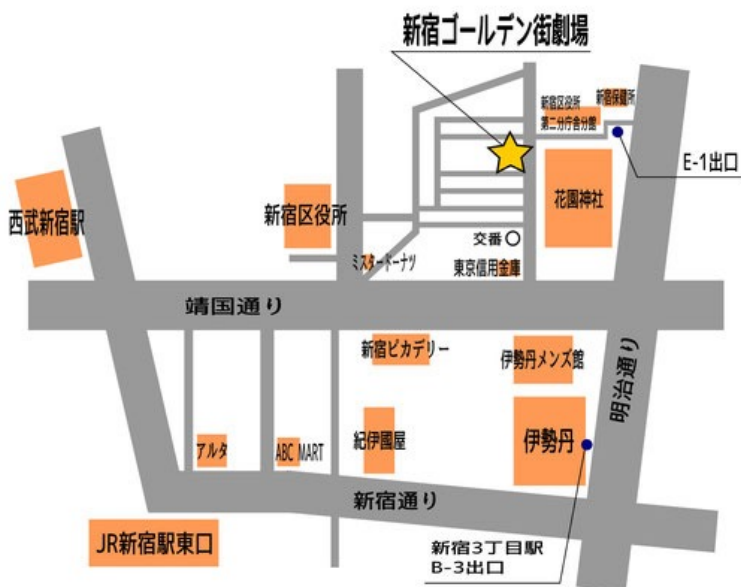 新宿ゴールデン街劇場
新宿区役所
第二分庁舎分館
新宿保健所
E-1出口
西武新宿駅
新宿区役所
花園神社
交番
ミスタードーナツ
東京信用金庫
靖国通り
新宿ピカデリー
伊勢丹メンズ館
明治通り
アルタ
ABC MART
紀伊國屋
伊勢丹
新宿通り
JR新宿駅東口
新宿3丁目駅
B-3出口